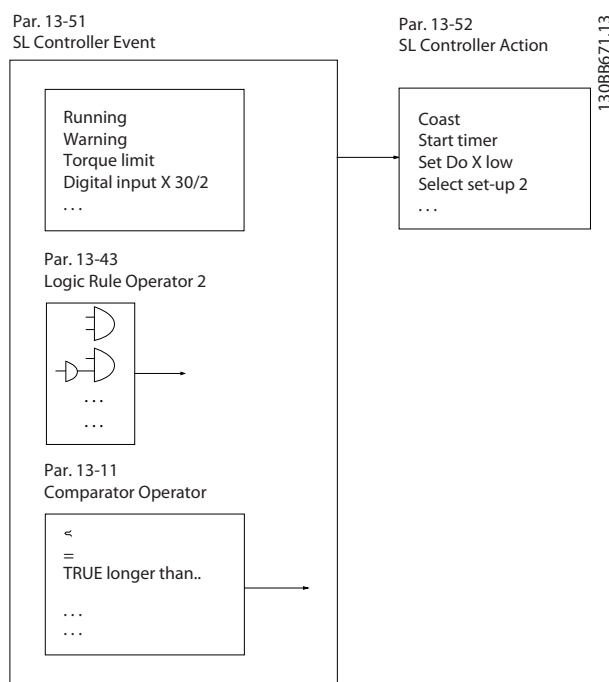 Par. 13-51
SL Controller Event
Par. 13-52
SL Controller Action
130BB671.13
Running
Warning
Torque limit
Digital input X 30/2
. . .
Coast
Start timer
Set Do X low
Select set-up 2
. . .
Par. 13-43
Logic Rule Operator 2
. . .
. . .
Par. 13-11
Comparator Operator
=
TRUE longer than..
. . .
. . .